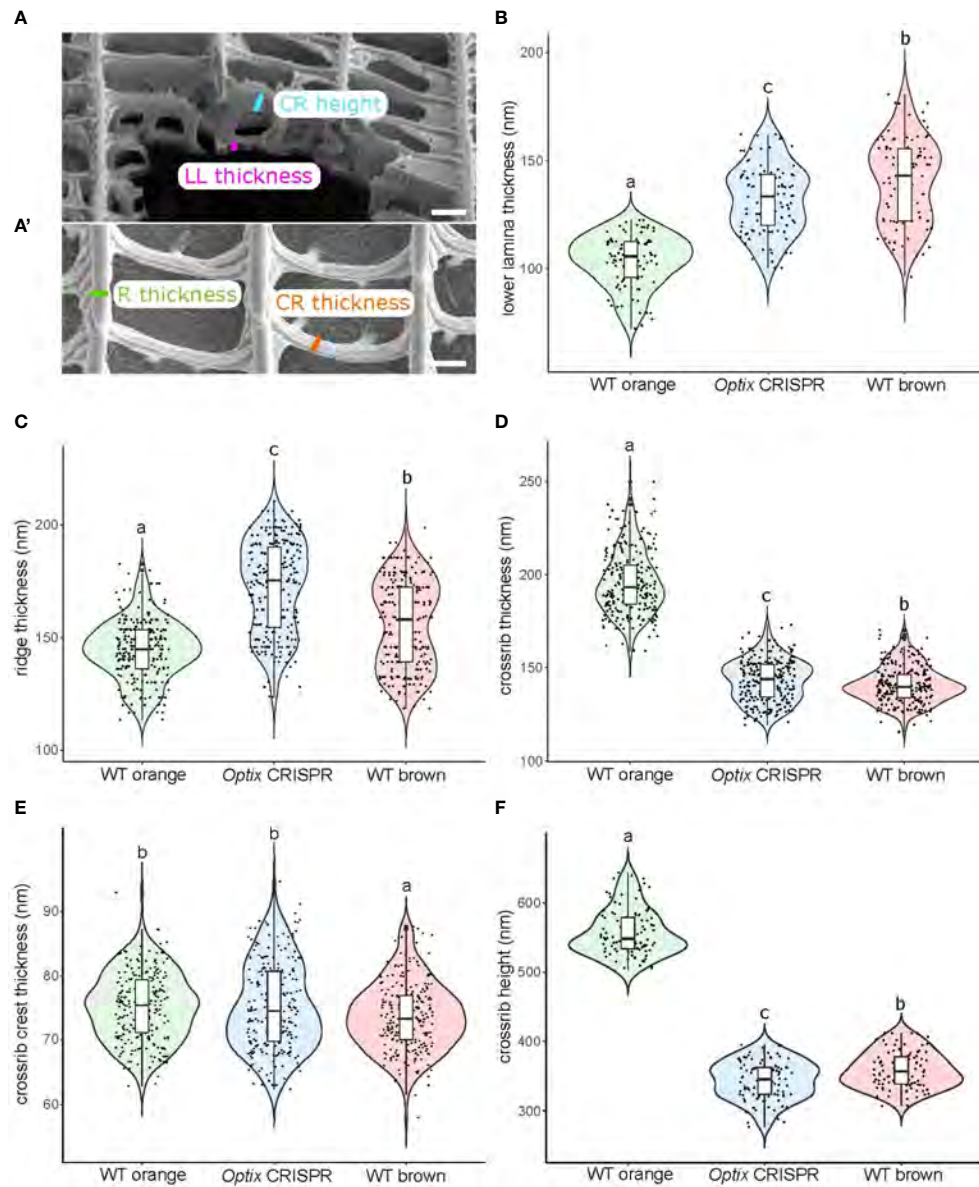 A
CR height
LL thickness
A'
R thickness
CR thickness
B
lower lamina thickness (nm)
200
150
100
a
c
b
WT orange
Optix CRISPR
WT brown
C
ridge thickness (nm)
200
150
100
a
c
b
WT orange
Optix CRISPR
WT brown
D
crossrib thickness (nm)
250
200
150
100
a
c
b
WT orange
Optix CRISPR
WT brown
E
crossrib crest thickness (nm)
90
80
70
60
b
b
a
WT orange
Optix CRISPR
WT brown
F
crossrib height (nm)
600
500
400
300
a
c
b
WT orange
Optix CRISPR
WT brown